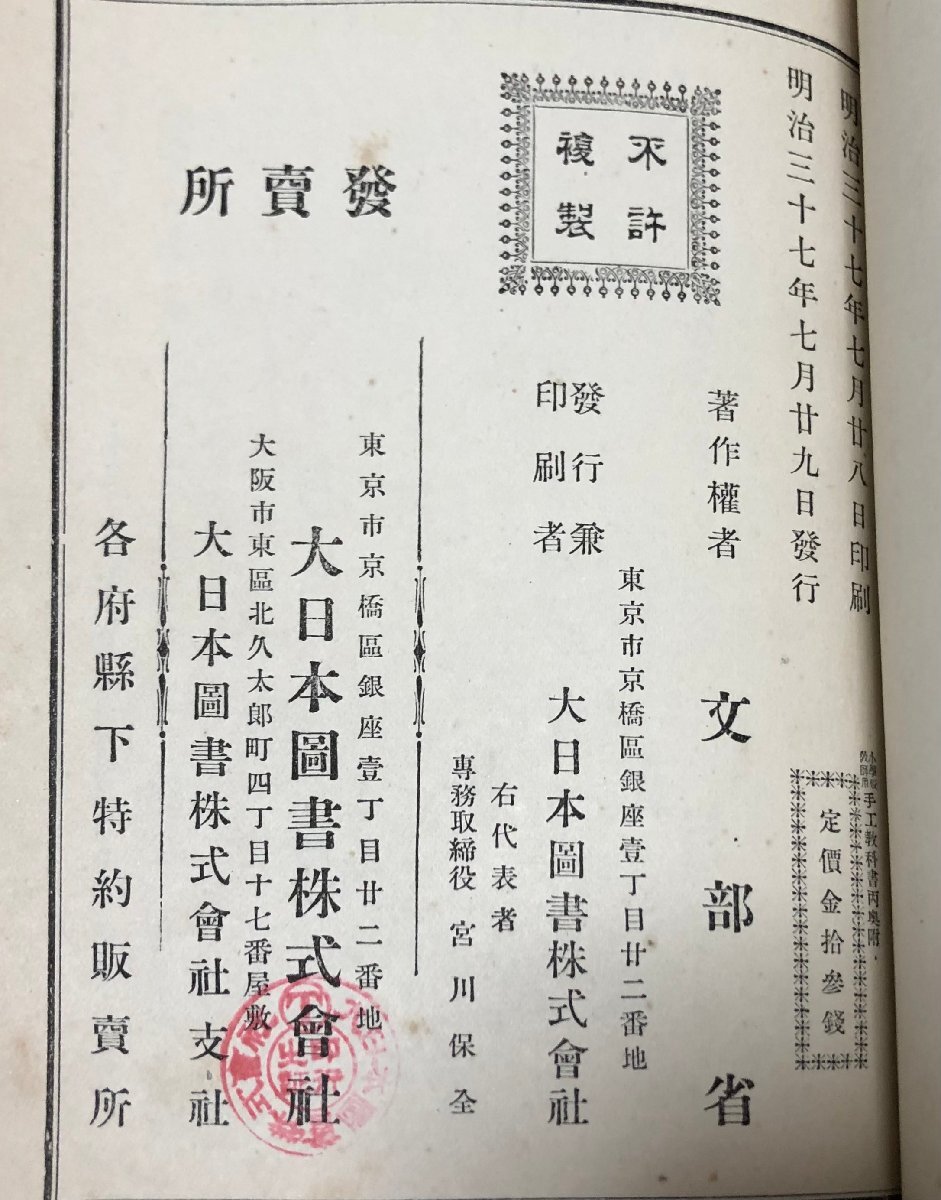 明治三十七年七月廿八日印刷
明治三十七年七月廿九日發行
手工教科書丙奥附
定價金拾參錢
不許
複製
著作權者
文部省
發行兼
印刷者
東京市京橋區銀座壹丁目廿二番地
大日本圖書株式會社
右代表者
專務取締役 宮川保全
發賣所
東京市京橋區銀座壹丁目廿二番地
大日本圖書株式會社
大阪市東區北久太郎町四丁目十七番屋敷
大日本圖書株式會社支社
各府縣下特約販賣所